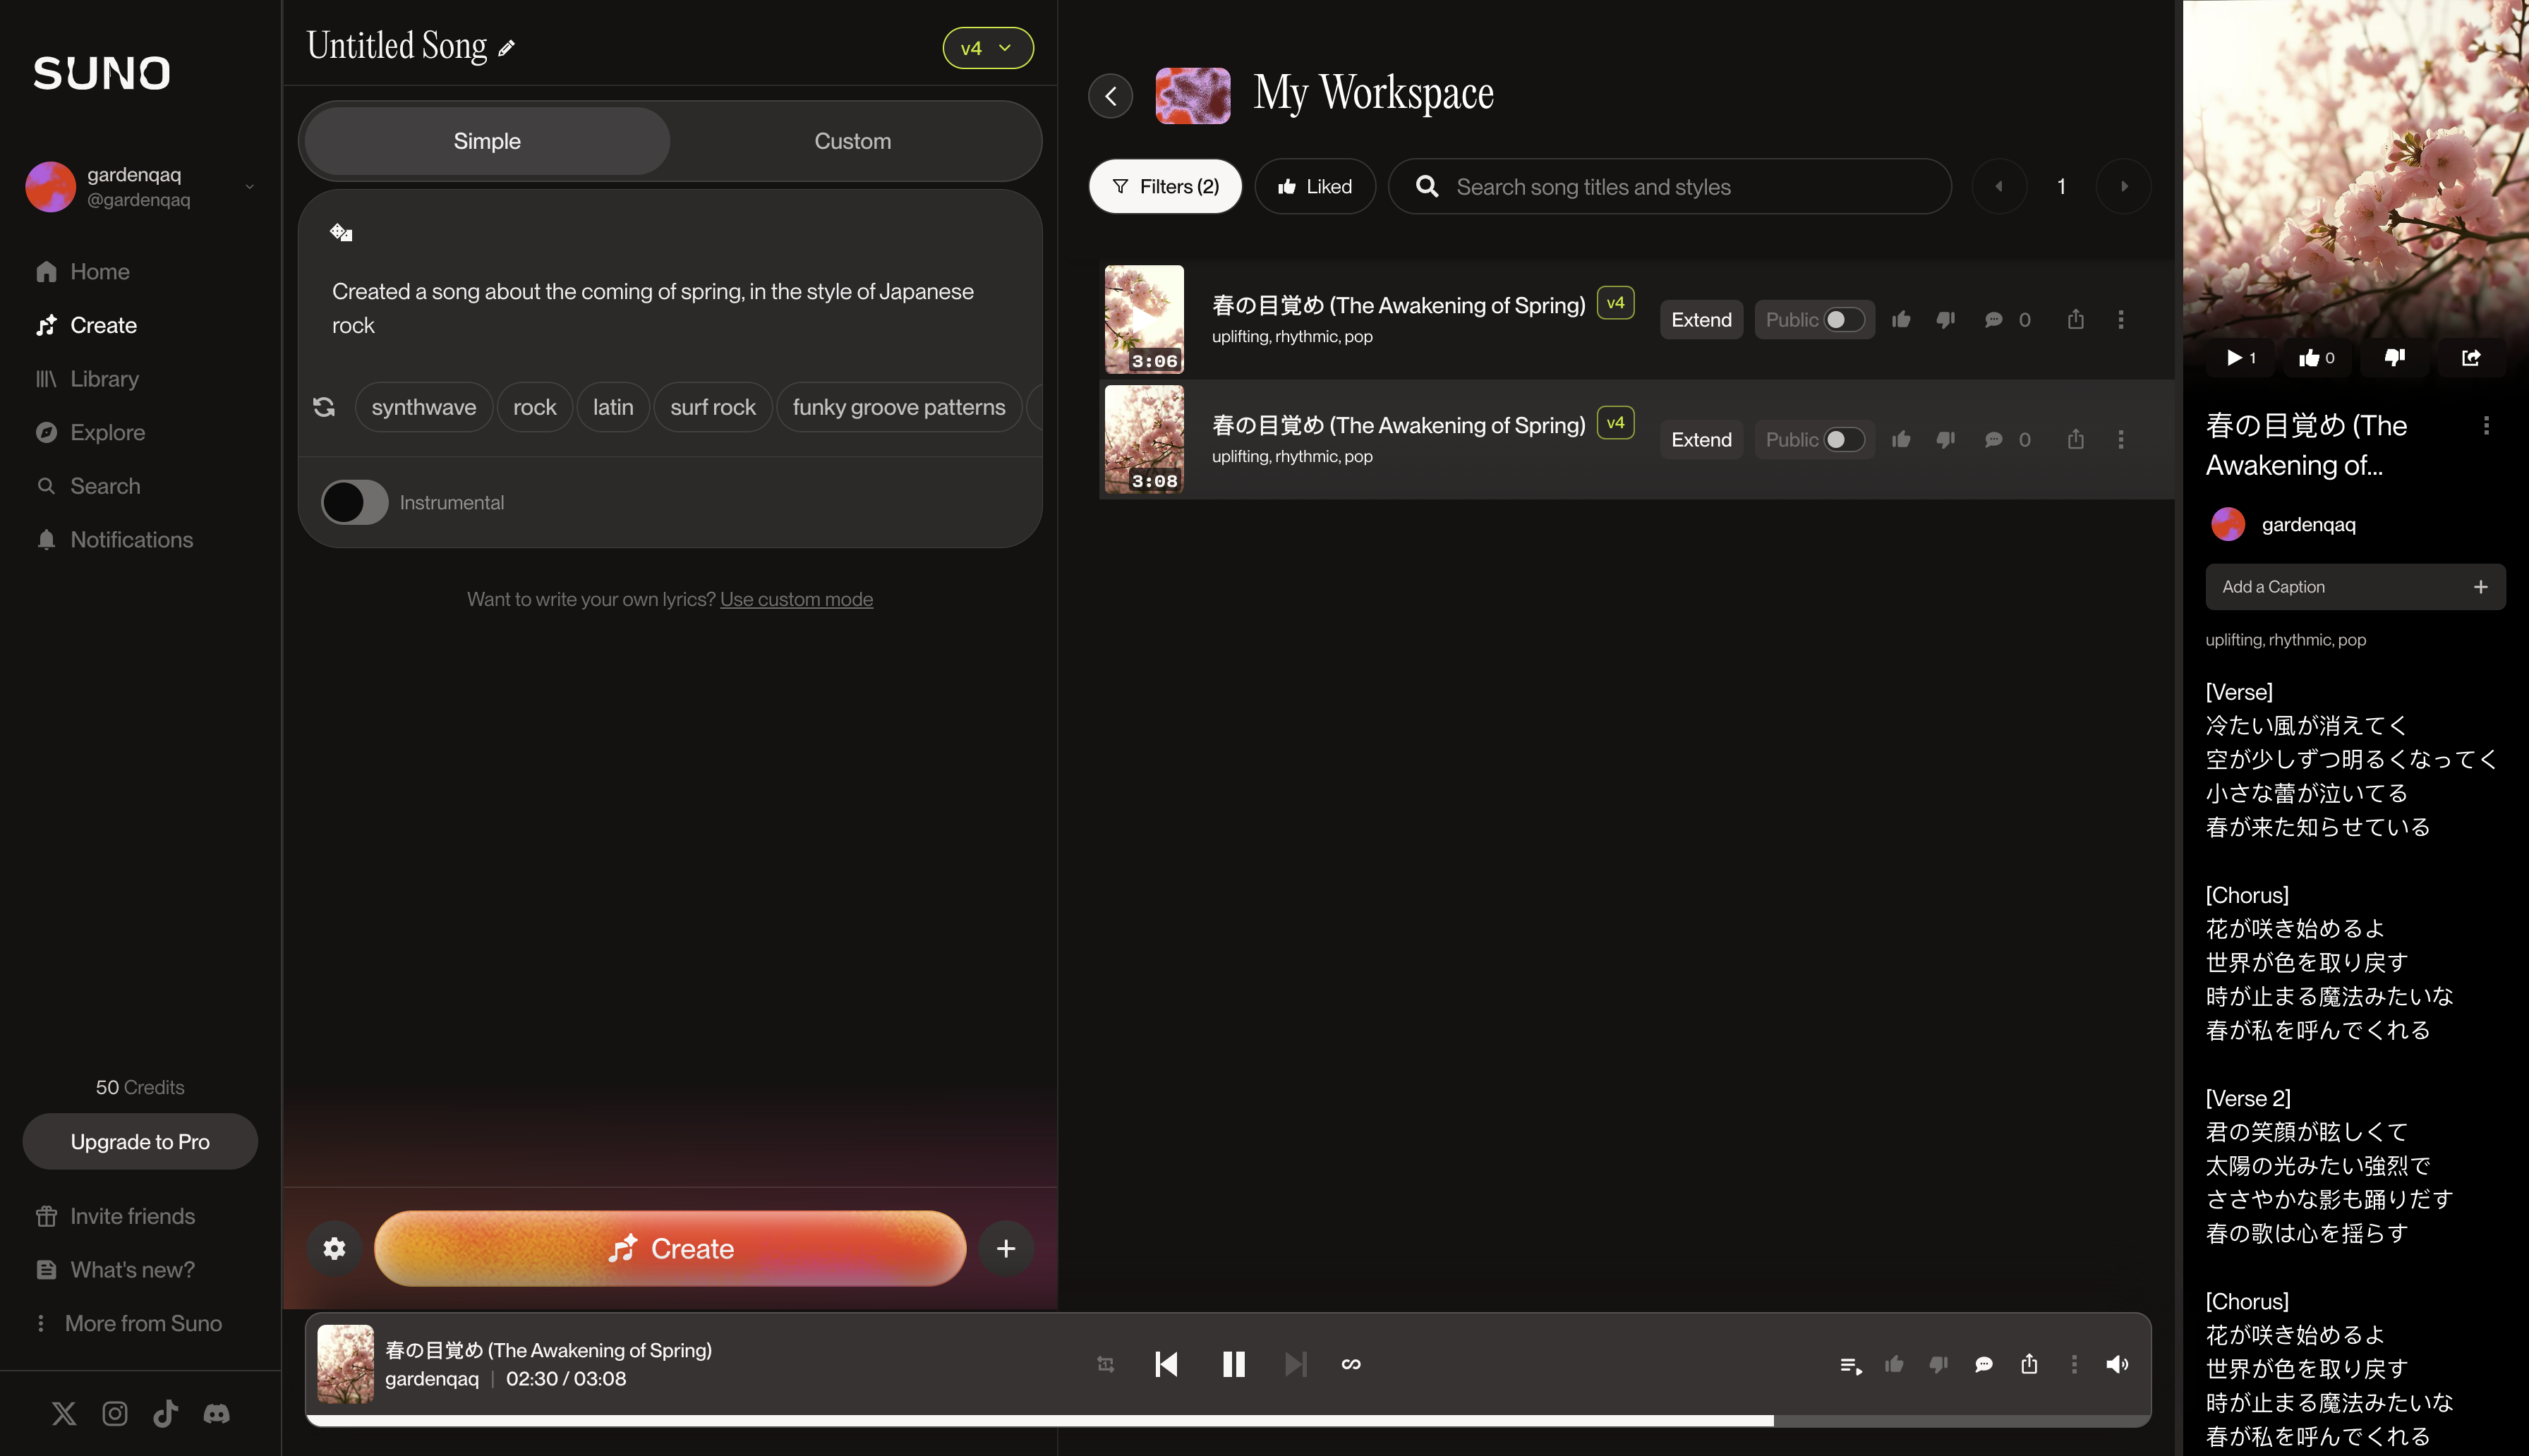 SUNO
gardenqaq
@gardenqaq
Home
Create
Library
Explore
Search
Notifications
50 Credits
Upgrade to Pro
Invite friends
What's new?
More from Suno
Untitled Song
v4
Simple
Custom
Created a song about the coming of spring, in the style of Japanese
rock
synthwave
rock
latin
surf rock
funky groove patterns
Instrumental
Want to write your own lyrics? Use custom mode
Create
My Workspace
Filters (2)
Liked
Search song titles and styles
1
春の目覚め (The Awakening of Spring)
v4
uplifting, rhythmic, pop
3:06
Extend
Public
0
春の目覚め (The Awakening of Spring)
v4
uplifting, rhythmic, pop
3:08
Extend
Public
0
春の目覚め (The Awakening of Spring)
gardenqaq | 02:30 / 03:08
1
0
春の目覚め (The
Awakening of...
gardenqaq
Add a Caption
uplifting, rhythmic, pop
[Verse]
冷たい風が消えてく
空が少しずつ明るくなってく
小さな蕾が泣いてる
春が来た知らせている
[Chorus]
花が咲き始めるよ
世界が色を取り戻す
時が止まる魔法みたいな
春が私を呼んでくれる
[Verse 2]
君の笑顔が眩しくて
太陽の光みたい強烈で
ささやかな影も踊りだす
春の歌は心を揺らす
[Chorus]
花が咲き始めるよ
世界が色を取り戻す
時が止まる魔法みたいな
春が私を呼んでくれる